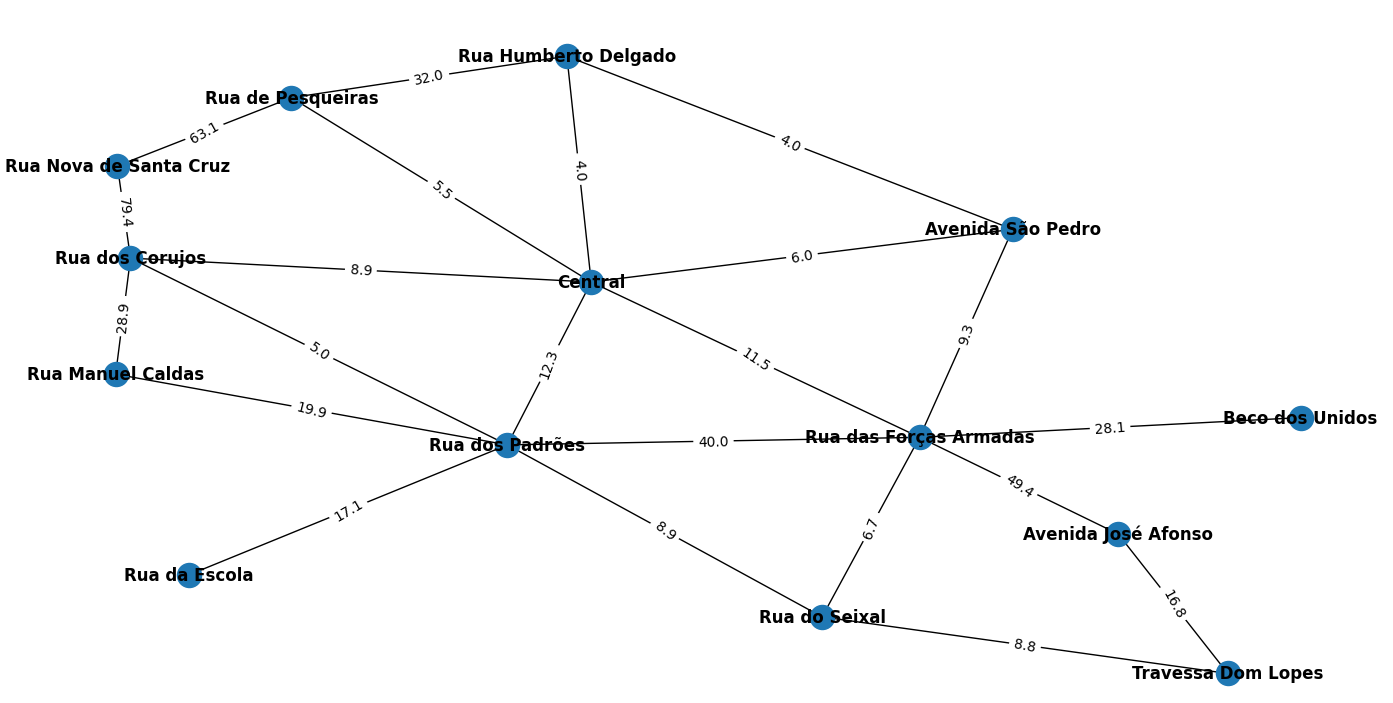 Rua Humberto Delgado
32.0
Rua de Pesqueiras
63.1
4.0
Rua Nova de Santa Cruz
4.0
5.5
79.4
Avenida São Pedro
Rua dos Corujos
8.9
6.0
Central
28.9
9.3
5.0
12.3
11.5
Rua Manuel Caldas
19.9
Beco dos Unidos
28.1
Rua das Forças Armadas
40.0
Rua dos Padrões
49.4
17.1
8.9
6.7
Avenida José Afonso
Rua da Escola
16.8
Rua do Seixal
8.8
Travessa Dom Lopes